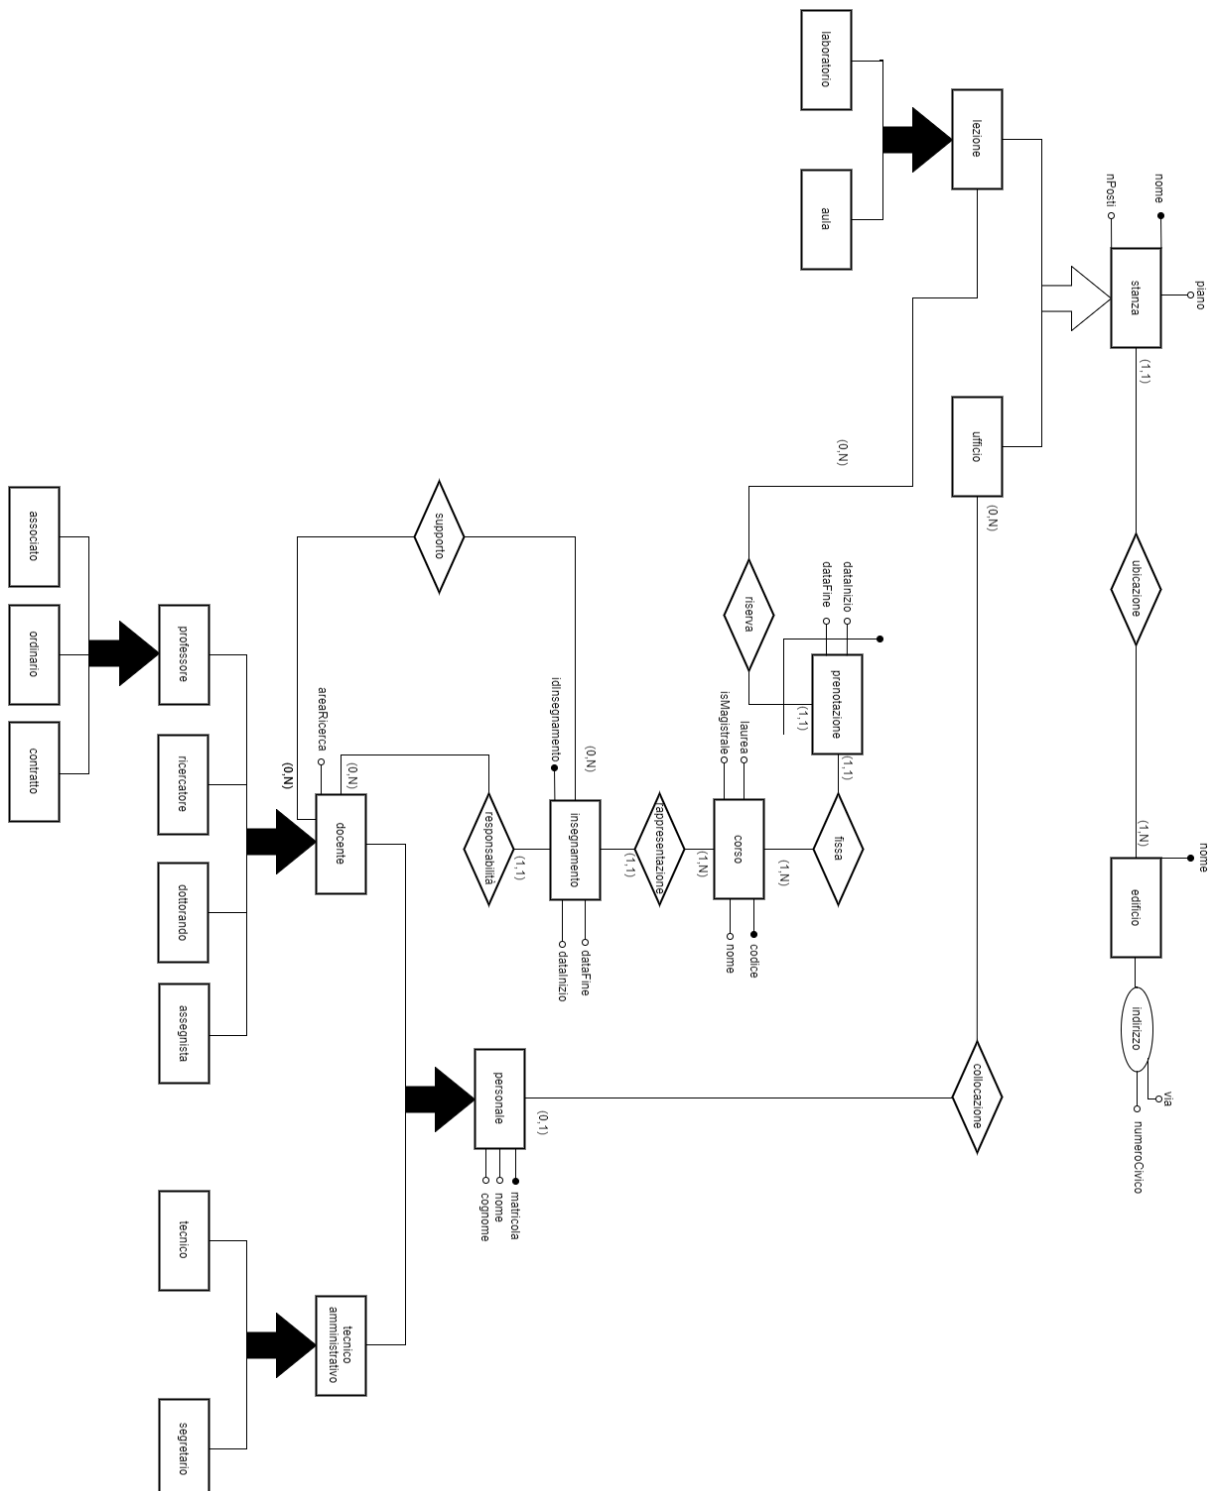 piano
nome
nome
via
(1,1)
(1,N)
stanza
ubicazione
edificio
indirizzo
numeroCivico
nPosti
(0,N)
lezione
ufficio
collocazione
dataInizio
(0,N)
(1,1)
fissa
prenotazione
laboratorio
aula
dataFine
(1,1)
(1,N)
codice
riserva
laurea
corso
nome
isMagistrale
(1,N)
rappresentazione
(1,1)
(0,N)
dataFine
insegnamento
idInsegnamento
dataInizio
(0,1)
(1,1)
matricola
personale
nome
responsabilità
cognome
supporto
(0,N)
docente
tecnico
amministrativo
areaRicerca
(0,N)
professore
ricercatore
dottorando
assegnista
tecnico
segretario
associato
ordinario
contratto